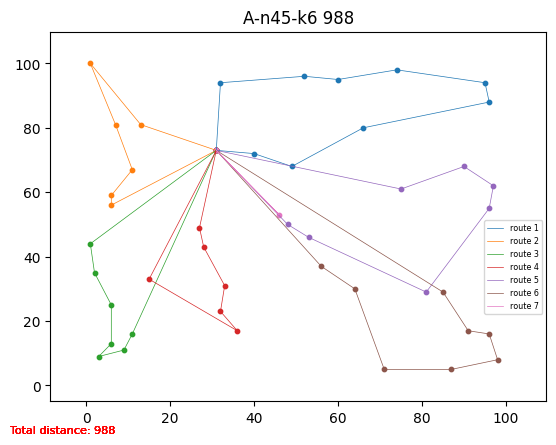 A-n45-k6 988
100
80
60
40
20
0
0 20 40 60 80 100
route 1
route 2
route 3
route 4
route 5
route 6
route 7
Total distance: 988